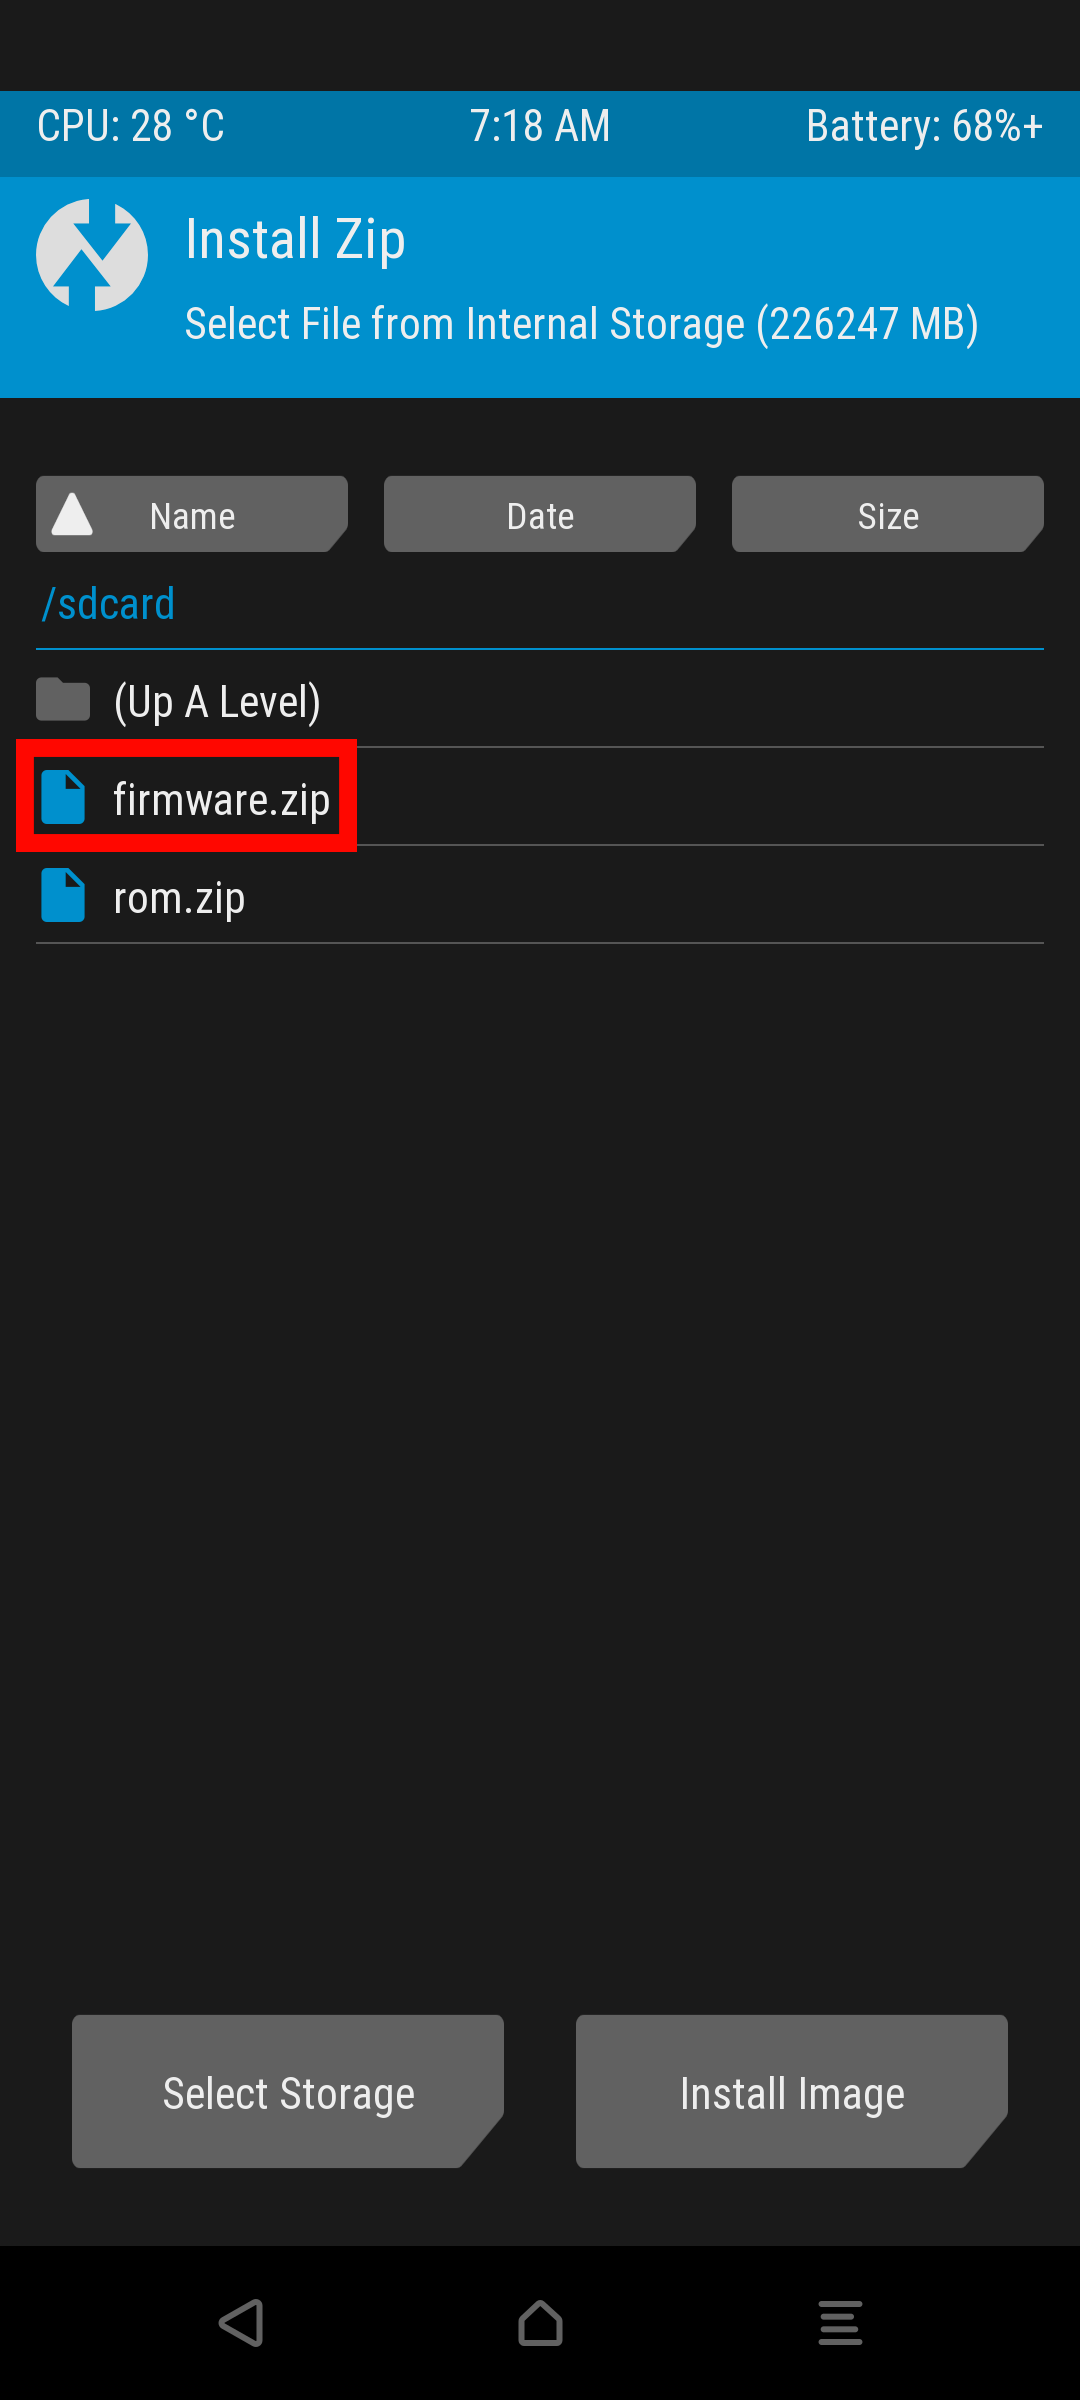 CPU: 28 °C 7:18 AM Battery: 68%+
Install Zip
Select File from Internal Storage (226247 MB)
Name Date Size
/sdcard
(Up A Level)
firmware.zip
rom.zip
Select Storage Install Image